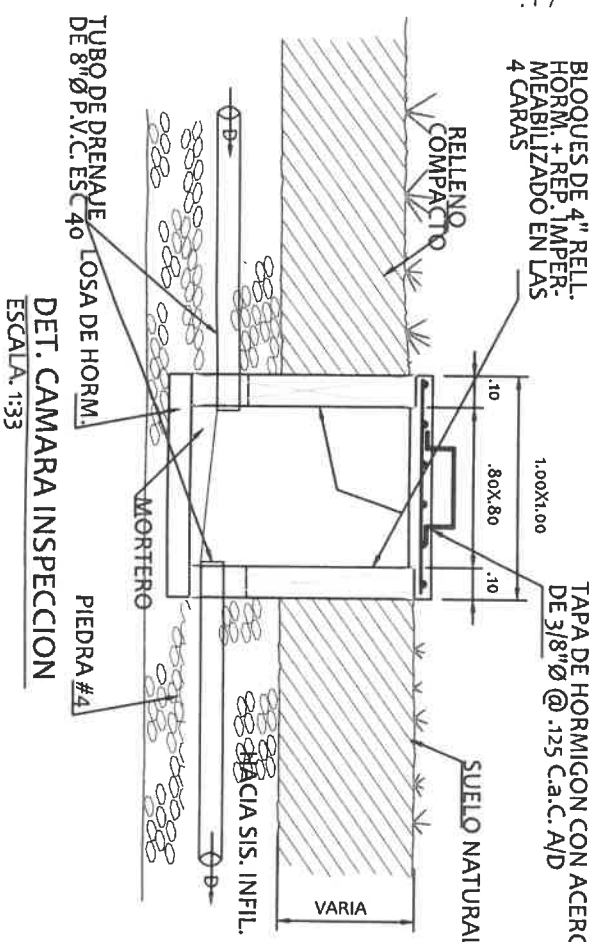 BLOQUES DE 4" RELL.
HORM. + REP. IMPER-
MEABILIZADO EN LAS
4 CARAS
TAPA DE HORMIGON CON ACERO
DE 3/8"Ø @ .125 C.a.C. A/D
1.00X1.00
.10
.80X.80
.10
RELLENO
COMPACTO
SUELO NATURAL
VARIA
D
D
HACIA SIS. INFIL.
TUBO DE DRENAJE
DE 8"Ø P.V.C. ESC 40
LOSA DE HORM.
MORTERO
PIEDRA #4
DET. CAMARA INSPECCION
ESCALA. 1:33